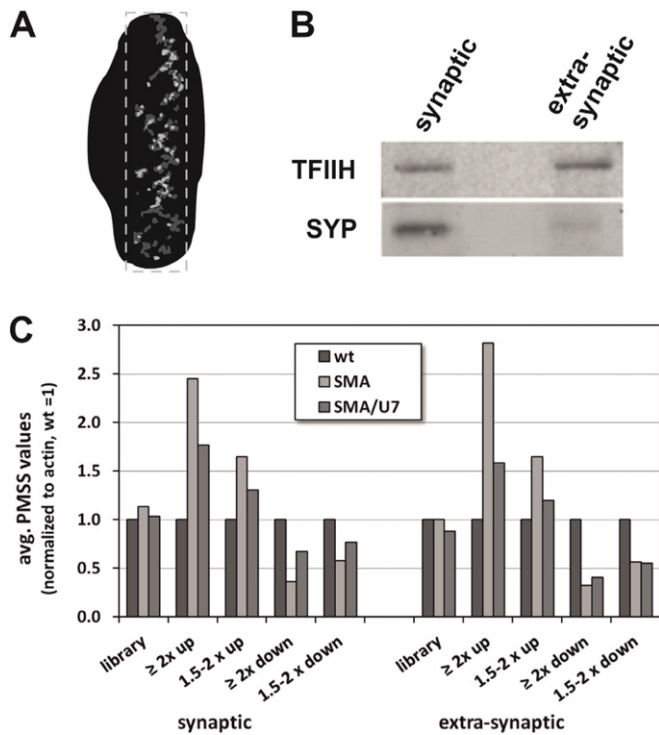 A
B
synaptic
extra-
synaptic
TFIIH
SYP
C
avg. PMSS values
(normalized to actin, wt =1)
3.0
2.5
2.0
1.5
1.0
0.5
0.0
wt
SMA
SMA/U7
library
≥ 2x up
1.5-2 x up
≥ 2x down
1.5-2 x down
library
≥ 2x up
1.5-2 x up
≥ 2x down
1.5-2 x down
synaptic
extra-synaptic